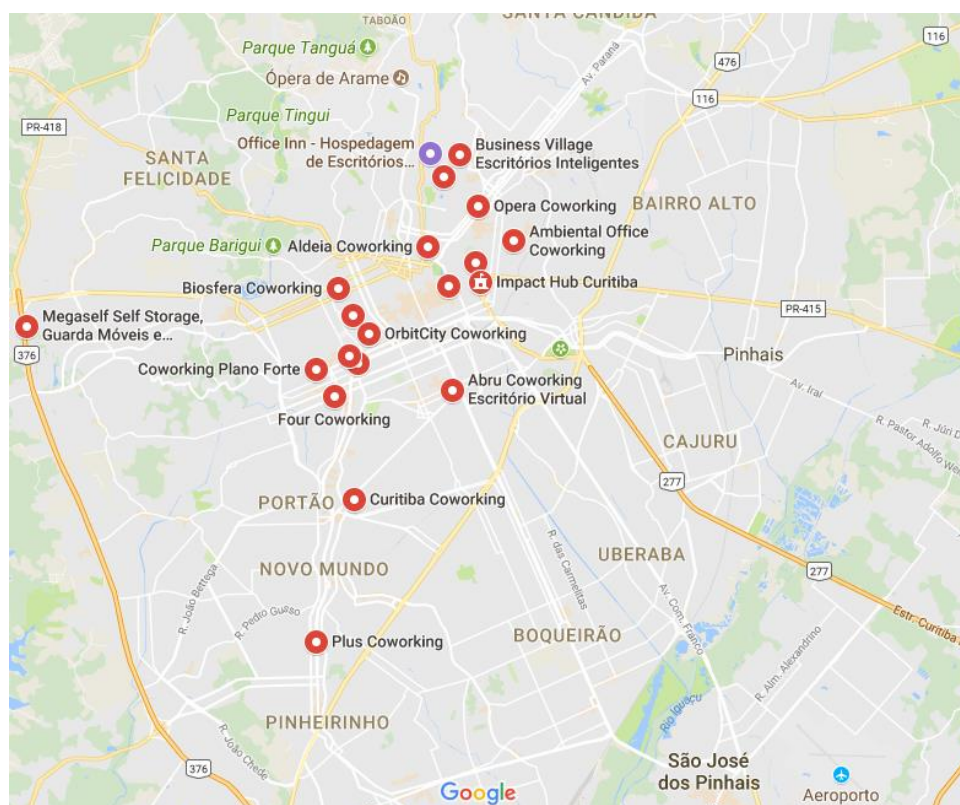 SANTA CANDIDA
TABOÃO
116
Parque Tanguá
Av. Paraná
476
Ópera de Arame
116
Parque Tingui
PR-418
Office Inn - Hospedagem
de Escritórios...
Business Village
Escritórios Inteligentes
SANTA
FELICIDADE
Opera Coworking
BAIRRO ALTO
Ambiental Office
Coworking
Parque Barigui
Aldeia Coworking
Biosfera Coworking
Impact Hub Curitiba
PR-415
Megaself Self Storage,
Guarda Móveis e...
376
OrbitCity Coworking
Pinhais
Coworking Plano Forte
Abru Coworking
Escritório Virtual
Av. Iraí
Four Coworking
R. Júri D
R. Pastor Adolfo We
CAJURU
277
PORTÃO
Curitiba Coworking
R. das Carmelitas
UBERABA
NOVO MUNDO
277
R. João Bettega
R. Pedro Gusso
Av. Com. Franco
Estr. Curitiba
BOQUEIRÃO
Plus Coworking
R. Alm. Alexandrino
Rio Iguaçu
PINHEIRINHO
R. João Chede
376
São José
dos Pinhais
Google
Aeroporto